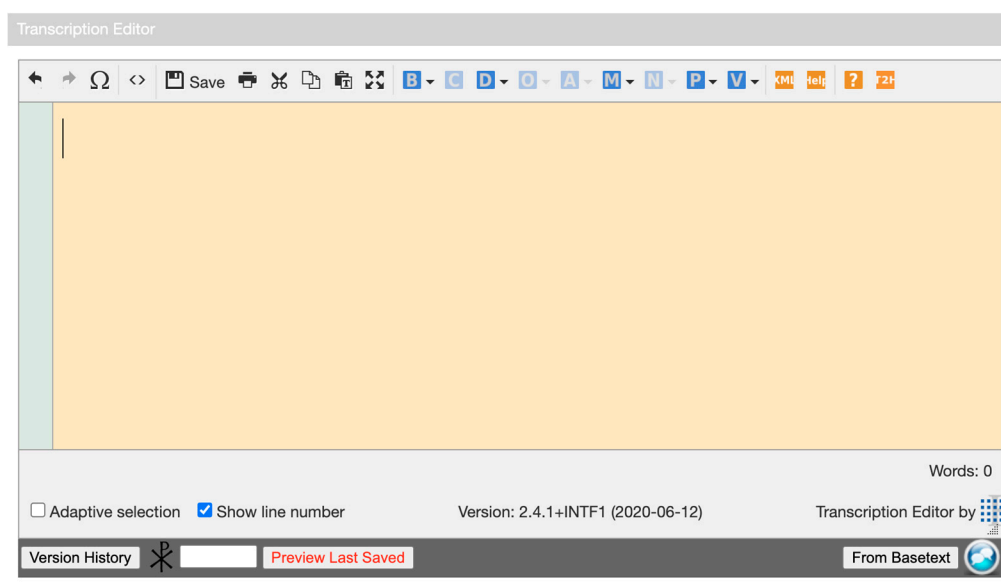 Transcription Editor
Ω <> Save B C D O A M N P V XML Help ? T2H
Words: 0
Adaptive selection Show line number Version: 2.4.1+INTF1 (2020-06-12) Transcription Editor by
Version History Preview Last Saved From Basetext